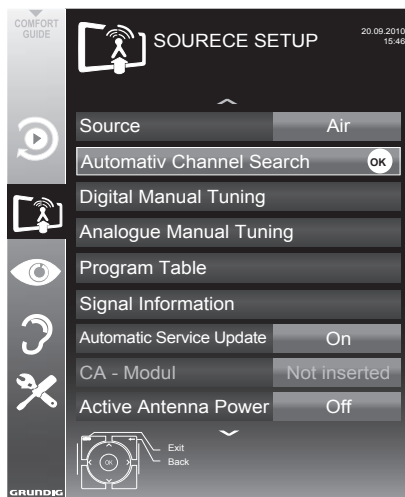 COMFORT
GUIDE
SOURECE SETUP
20.09.2010
15:46
Source Air
Automativ Channel Search OK
Digital Manual Tuning
Analogue Manual Tuning
Program Table
Signal Information
Automatic Service Update On
CA - Modul Not inserted
Active Antenna Power Off
Exit
OK Back
GRUNDIG